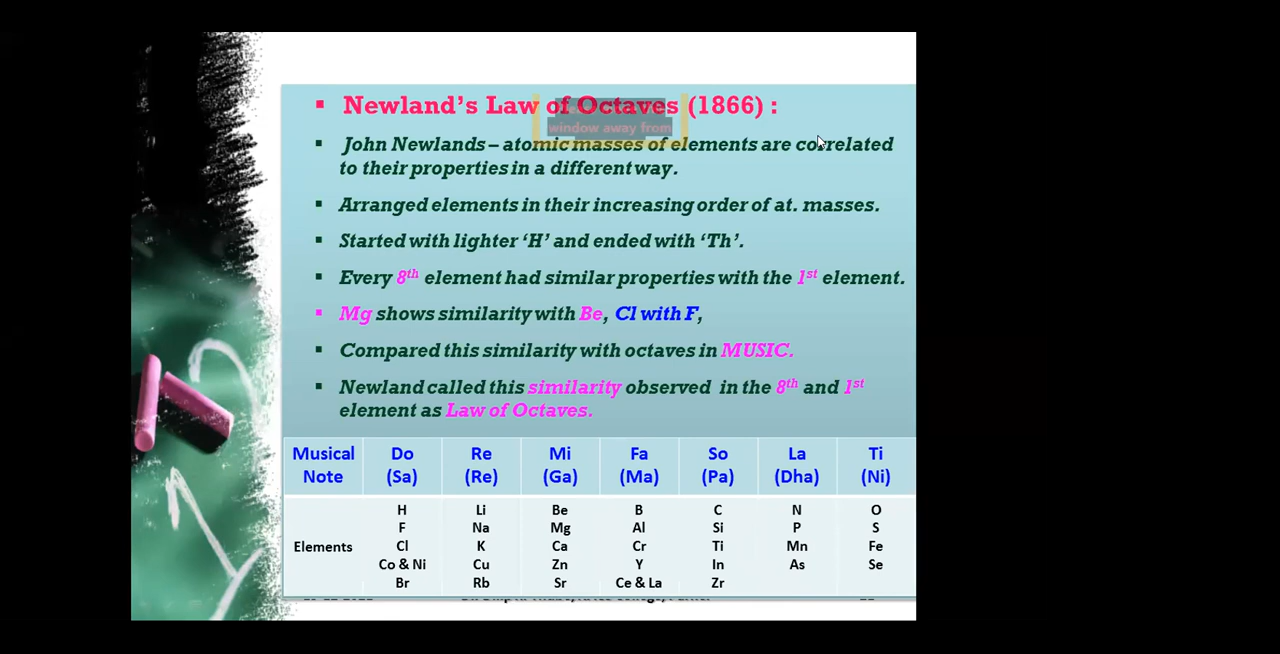 ▪ Newland's Law of Octaves (1866) :
window away from
▪ John Newlands – atomic masses of elements are correlated
to their properties in a different way.
▪ Arranged elements in their increasing order of at. masses.
▪ Started with lighter ‘H’ and ended with ‘Th’.
▪ Every 8th element had similar properties with the 1st element.
▪ Mg shows similarity with Be, Cl with F,
▪ Compared this similarity with octaves in MUSIC.
▪ Newland called this similarity observed in the 8th and 1st
element as Law of Octaves.
Musical Note Do (Sa) Re (Re) Mi (Ga) Fa (Ma) So (Pa) La (Dha) Ti (Ni)
Elements
H Li Be B C N O
F Na Mg Al Si P S
Cl K Ca Cr Ti Mn Fe
Co & Ni Cu Zn Y In As Se
Br Rb Sr Ce & La Zr